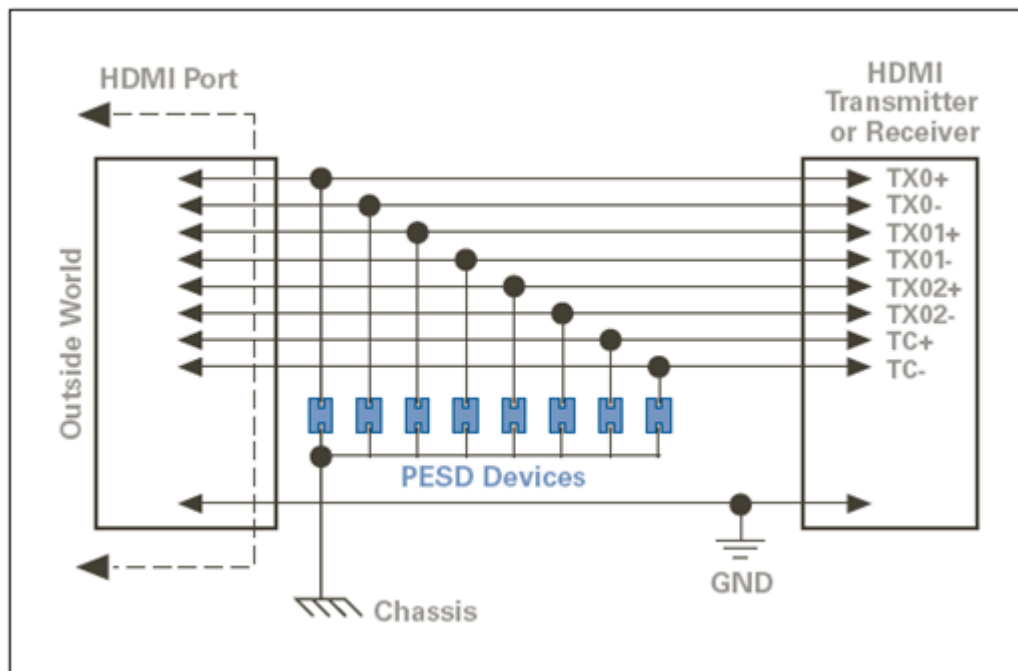 HDMI Port
HDMI
Transmitter
or Receiver
Outside World
TX0+
TX0-
TX01+
TX01-
TX02+
TX02-
TC+
TC-
PESD Devices
GND
Chassis